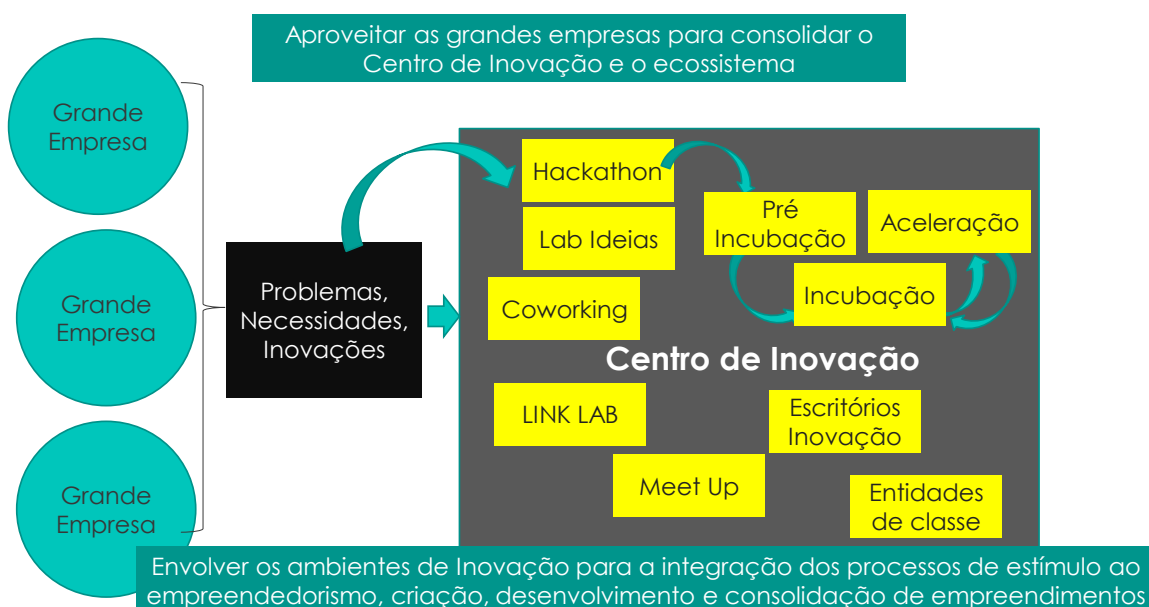 Aproveitar as grandes empresas para consolidar o
Centro de Inovação e o ecossistema
Grande
Empresa
Grande
Empresa
Grande
Empresa
Problemas,
Necessidades,
Inovações
Hackathon
Lab Ideias
Coworking
Pré
Incubação
Aceleração
Incubação
Centro de Inovação
LINK LAB
Escritórios
Inovação
Meet Up
Entidades
de classe
Envolver os ambientes de Inovação para a integração dos processos de estímulo ao
empreendedorismo, criação, desenvolvimento e consolidação de empreendimentos